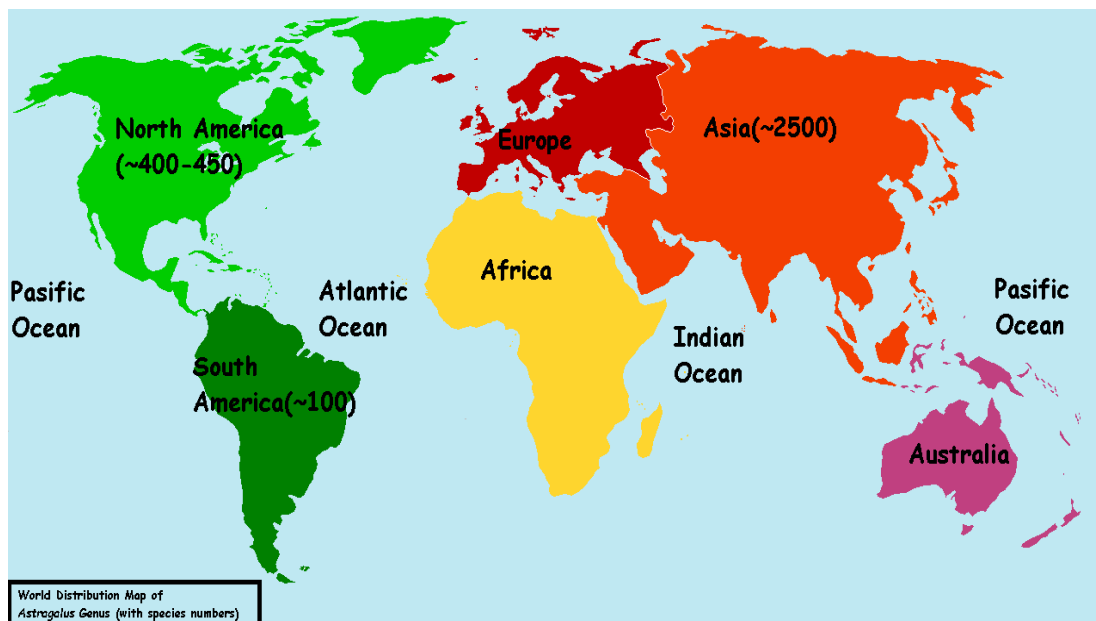 North America
(~400-450)
Europe
Asia(~2500)
Africa
Pasific
Ocean
Atlantic
Ocean
Indian
Ocean
Pasific
Ocean
South
America(~100)
Australia
World Distribution Map of
Astragalus Genus (with species numbers)